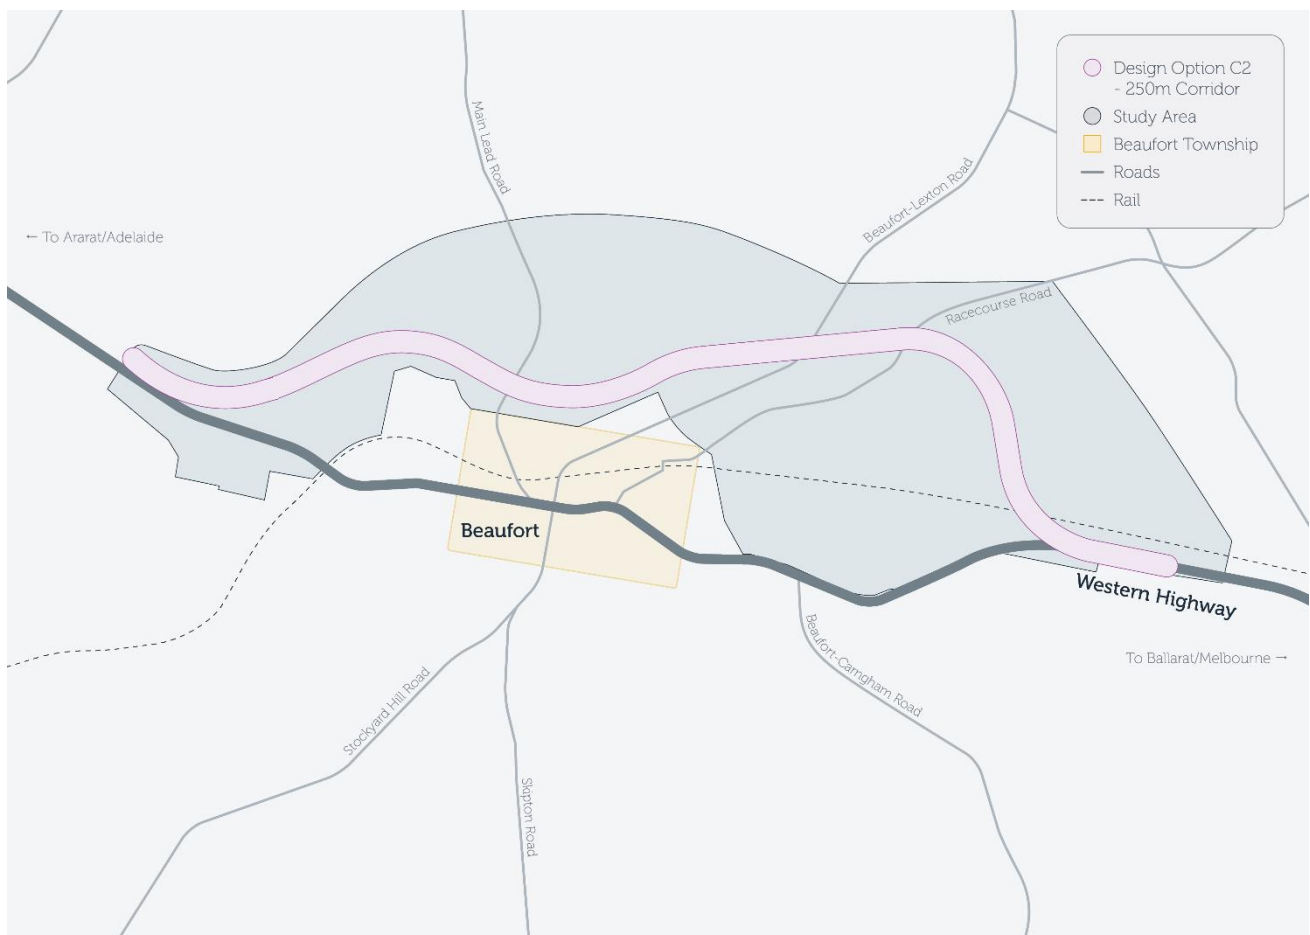 Design Option C2
- 250m Corridor
Study Area
Beaufort Township
Roads
Rail
Main Lead Road
Beaufort-Lexton Road
← To Ararat/Adelaide
Racecourse Road
Beaufort
Western Highway
Beaufort-Carngham Road
To Ballarat/Melbourne →
Stockyard Hill Road
Skipton Road